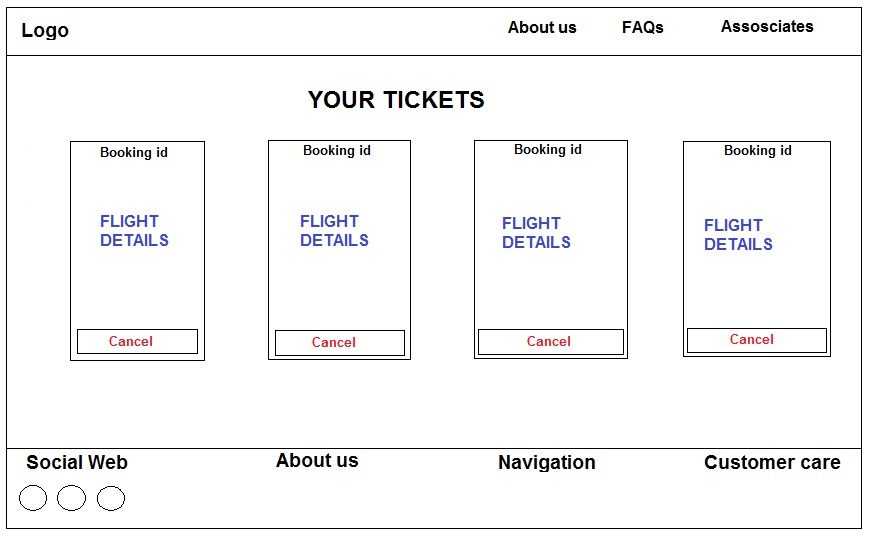 Logo
About us
FAQs
Assosciates
YOUR TICKETS
Booking id
FLIGHT
DETAILS
Cancel
Booking id
FLIGHT
DETAILS
Cancel
Booking id
FLIGHT
DETAILS
Cancel
Booking id
FLIGHT
DETAILS
Cancel
Social Web
About us
Navigation
Customer care